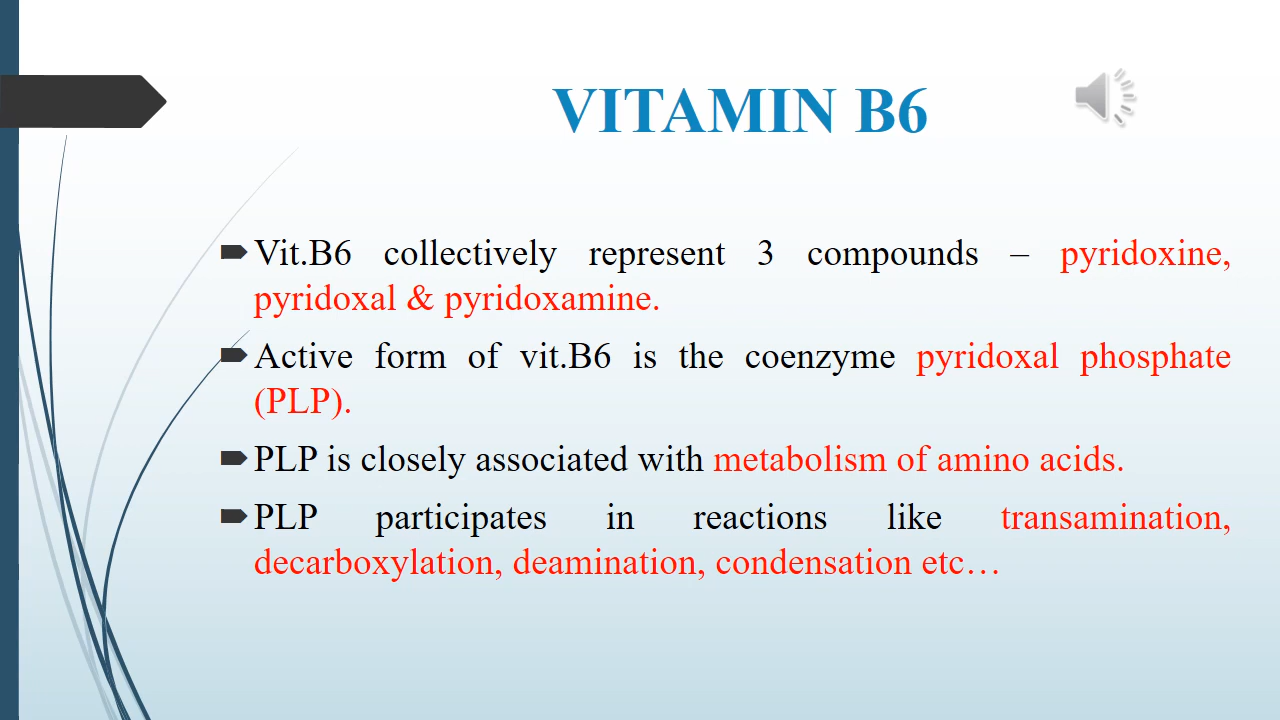 VITAMIN B6
Vit.B6 collectively represent 3 compounds – pyridoxine,
pyridoxal & pyridoxamine.
Active form of vit.B6 is the coenzyme pyridoxal phosphate
(PLP).
PLP is closely associated with metabolism of amino acids.
PLP participates in reactions like transamination,
decarboxylation, deamination, condensation etc…